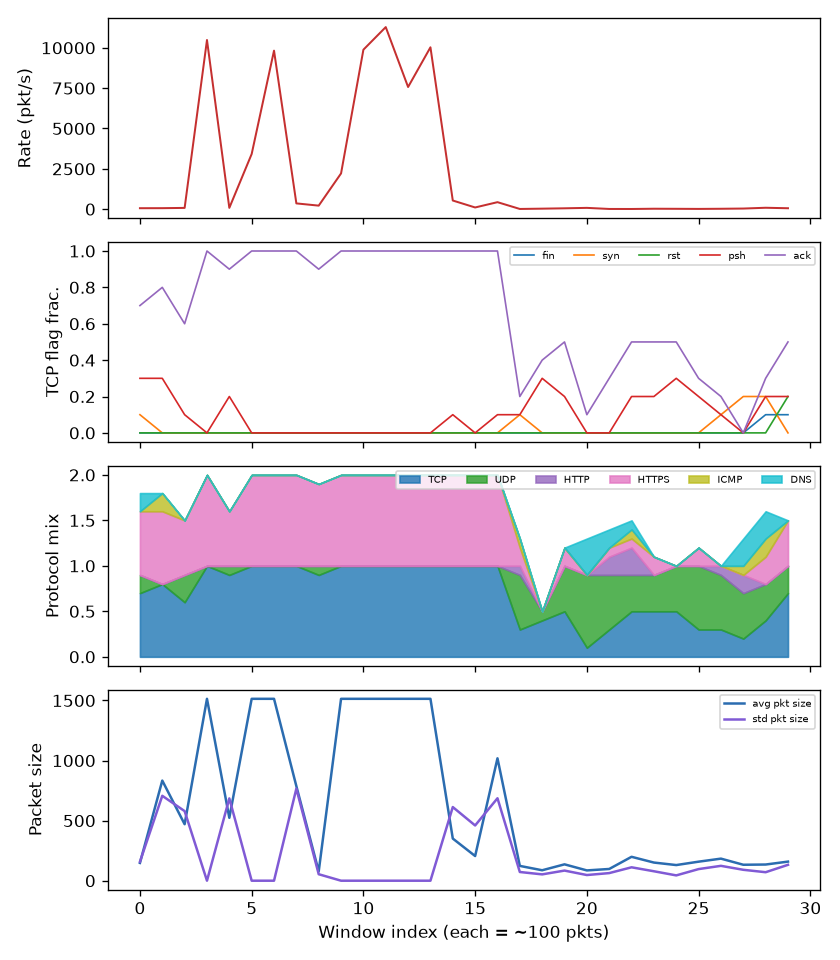 Rate (pkt/s)
10000
7500
5000
2500
0
TCP flag frac.
1.0
0.8
0.6
0.4
0.2
0.0
fin syn rst psh ack
Protocol mix
2.0
1.5
1.0
0.5
0.0
TCP UDP HTTP HTTPS ICMP DNS
Packet size
1500
1000
500
0
avg pkt size
std pkt size
0 5 10 15 20 25 30
Window index (each = ~100 pkts)